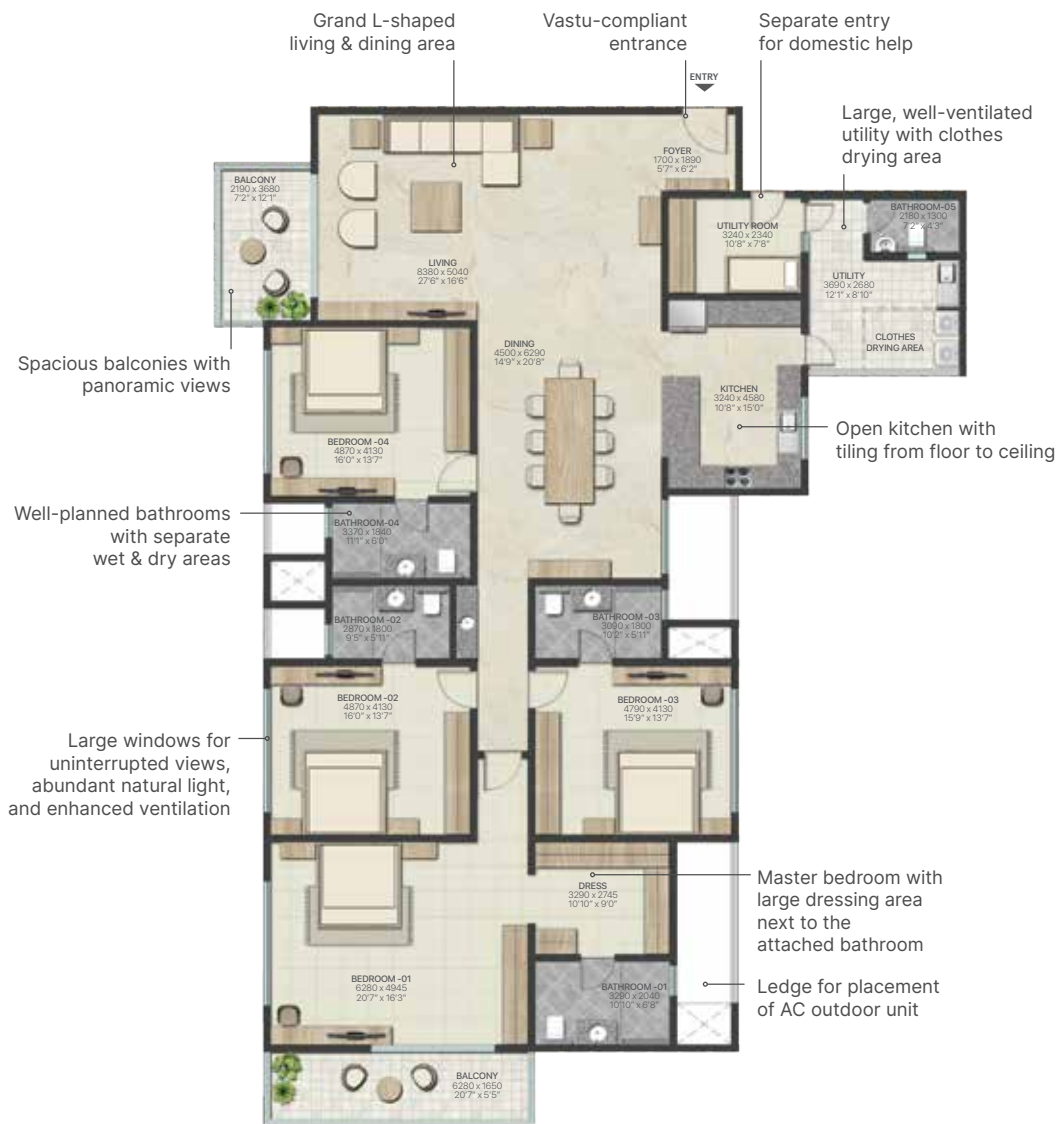 Grand L-shaped
living & dining area
Vastu-compliant
entrance
Separate entry
for domestic help
ENTRY
Large, well-ventilated
utility with clothes
drying area
FOYER
1700 x 1890
5'7" x 6'2"
BALCONY
2190 x 3680
7'2" x 12'1"
BATHROOM-05
2180 x 1300
7'2" x 4'3"
UTILITY ROOM
3240 x 2340
10'8" x 7'8"
LIVING
8380 x 5040
27'6" x 16'6"
UTILITY
3690 x 2680
12'1" x 8'10"
CLOTHES
DRYING AREA
DINING
4500 x 6290
14'9" x 20'8"
Spacious balconies with
panoramic views
KITCHEN
3240 x 4580
10'8" x 15'0"
Open kitchen with
tiling from floor to ceiling
BEDROOM -04
4870 x 4130
16'0" x 13'7"
Well-planned bathrooms
with separate
wet & dry areas
BATHROOM-04
3370 x 1840
11'1" x 6'0"
BATHROOM-02
2870 x 1800
9'5" x 5'11"
BATHROOM-03
3090 x 1800
10'2" x 5'11"
BEDROOM -02
4870 x 4130
16'0" x 13'7"
BEDROOM -03
4790 x 4130
15'9" x 13'7"
Large windows for
uninterrupted views,
abundant natural light,
and enhanced ventilation
DRESS
3290 x 2745
10'10" x 9'0"
Master bedroom with
large dressing area
next to the
attached bathroom
BEDROOM -01
6280 x 4945
20'7" x 16'3"
BATHROOM-01
3290 x 2040
10'10" x 6'8"
Ledge for placement
of AC outdoor unit
BALCONY
6280 x 1650
20'7" x 5'5"